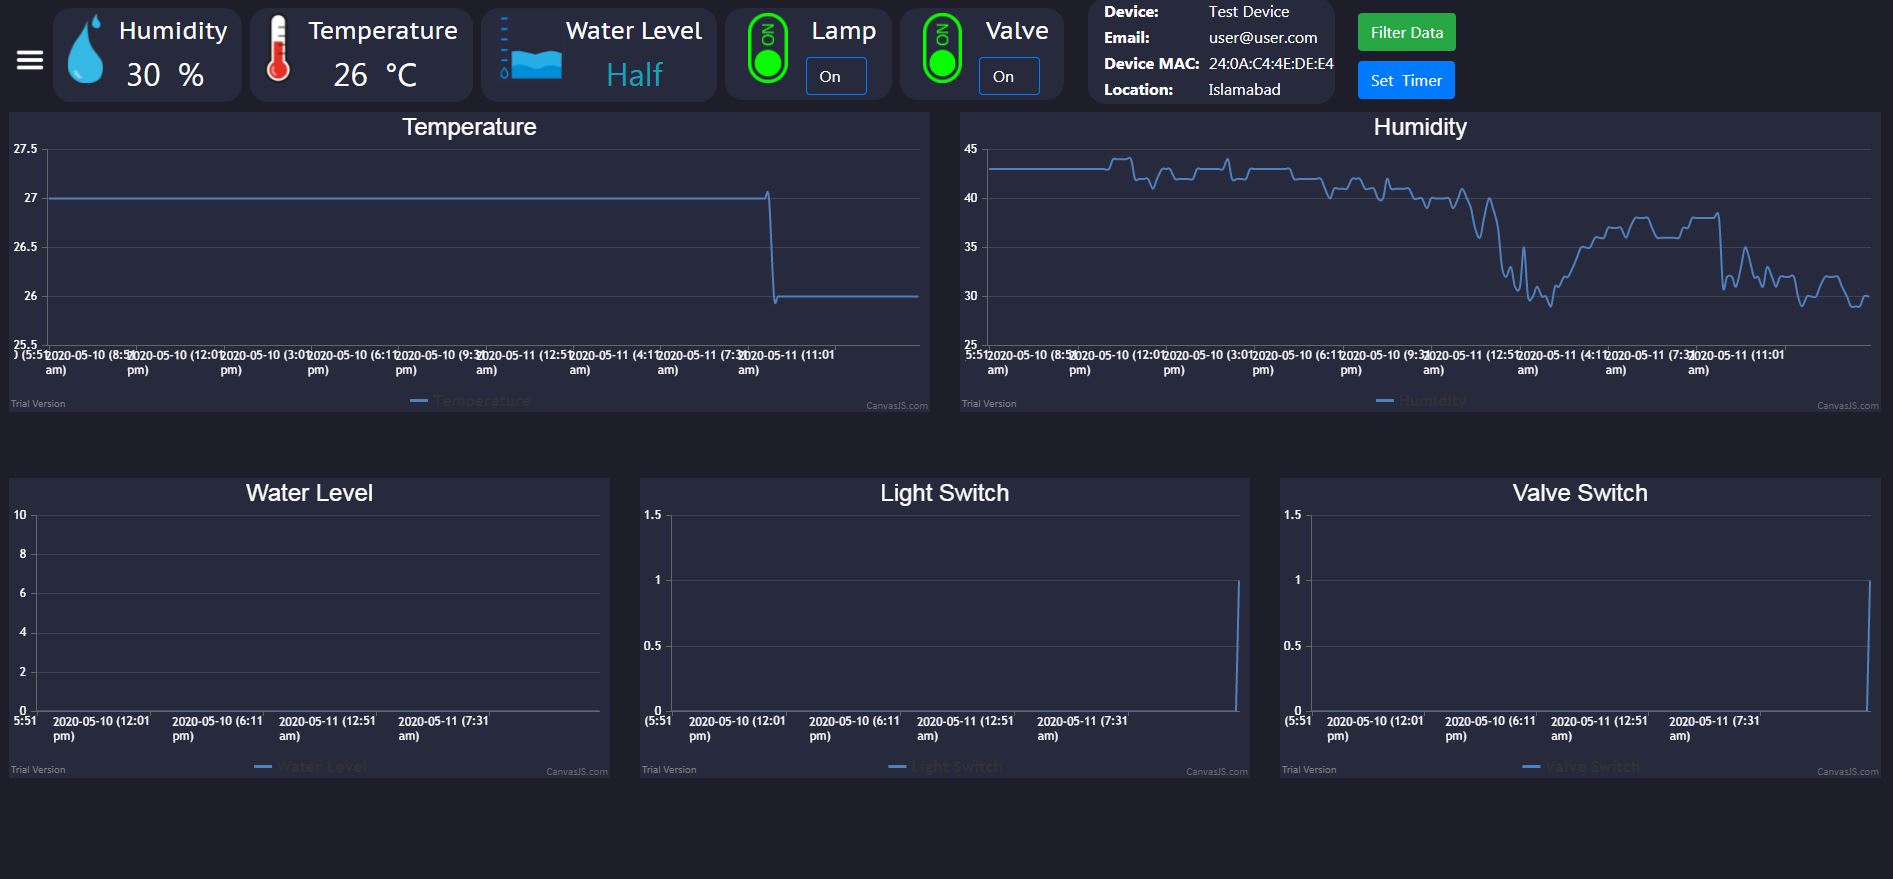 Humidity
30 %
Temperature
26 °C
Water Level
Half
ON
Lamp
On
ON
Valve
On
Device: Test Device
Email: user@user.com
Device MAC: 24:0A:C4:4E:DE:E4
Location: Islamabad
Filter Data
Set Timer
Temperature
27.5
27
26.5
26
25.5
(5:51 2020-05-10 (8:51 2020-05-10 (12:01 2020-05-10 (3:01 2020-05-10 (6:11 2020-05-10 (9:31 2020-05-11 (12:51 2020-05-11 (4:11 2020-05-11 (7:31 2020-05-11 (11:01
am) pm) pm) pm) pm) am) am) am) am)
Temperature
Trial Version
CanvasJS.com
Humidity
45
40
35
30
25
5:51 2020-05-10 (8:51 2020-05-10 (12:01 2020-05-10 (3:01 2020-05-10 (6:11 2020-05-10 (9:31 2020-05-11 (12:51 2020-05-11 (4:11 2020-05-11 (7:31 2020-05-11 (11:01
am) pm) pm) pm) pm) am) am) am) am)
Humidity
Trial Version
CanvasJS.com
Water Level
10
8
6
4
2
0
5:51 2020-05-10 (12:01 2020-05-10 (6:11 2020-05-11 (12:51 2020-05-11 (7:31
pm) pm) am) am)
Water Level
Trial Version
CanvasJS.com
Light Switch
1.5
1
0.5
0
(5:51 2020-05-10 (12:01 2020-05-10 (6:11 2020-05-11 (12:51 2020-05-11 (7:31
pm) pm) am) am)
Light Switch
Trial Version
CanvasJS.com
Valve Switch
1.5
1
0.5
0
(5:51 2020-05-10 (12:01 2020-05-10 (6:11 2020-05-11 (12:51 2020-05-11 (7:31
pm) pm) am) am)
Valve Switch
Trial Version
CanvasJS.com